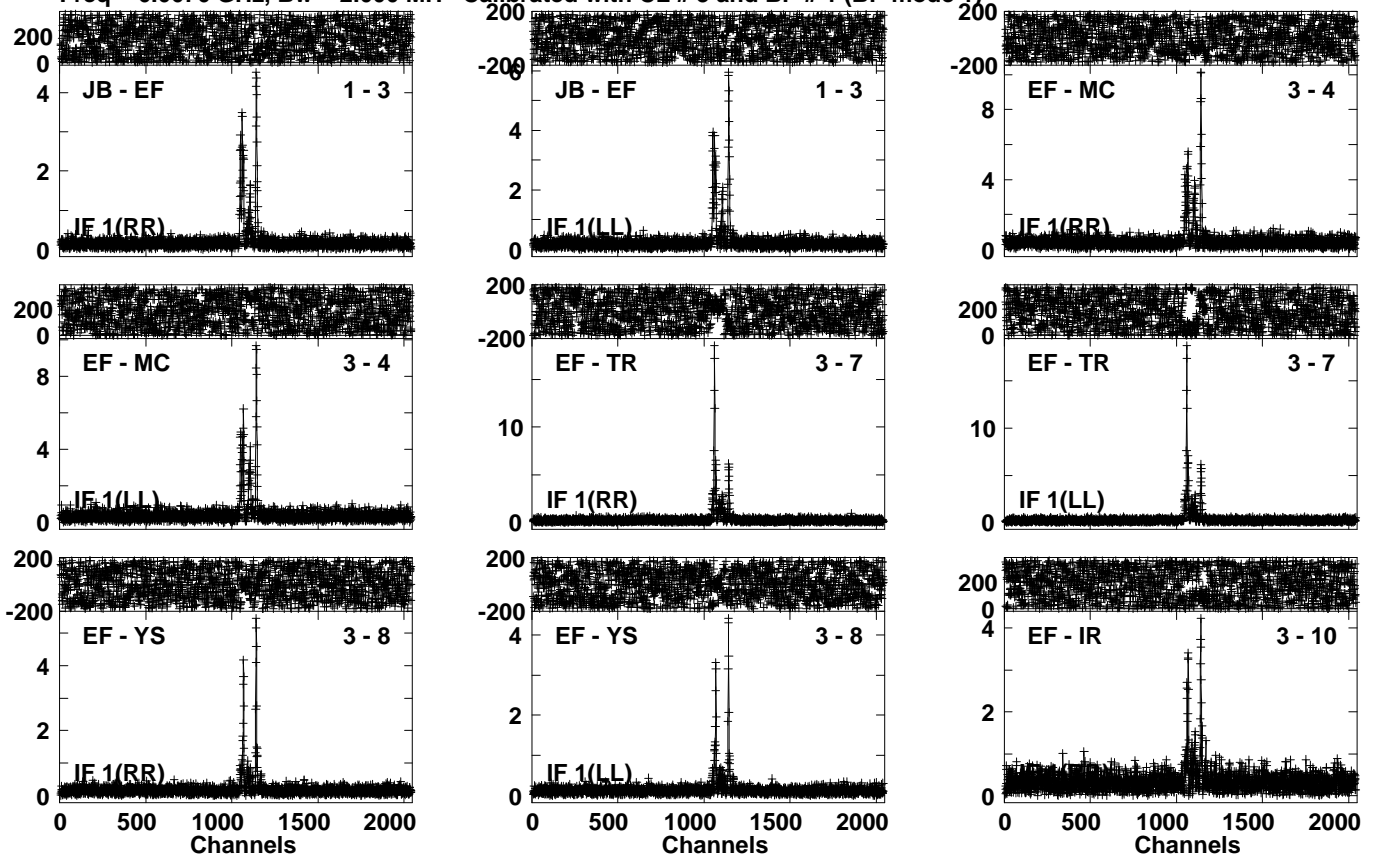 200 200
200
0 -200 -200
JB - EF 1 - 3 JB - EF 1 - 3 EF - MC 3 - 4
4 6 8
2 4 4
0 2 0
0
IF 1(RR) IF 1(LL) IF 1(RR)
200 200 200
0 -200 0
EF - MC 3 - 4 EF - TR 3 - 7 EF - TR 3 - 7
8 10 10
4 0 0
0
IF 1(LL) IF 1(RR) IF 1(LL)
200 200 200
-200 -200 0
EF - YS 3 - 8 EF - YS 3 - 8 EF - IR 3 - 10
4 4 4
2 2 2
0 0 0
IF 1(RR) IF 1(LL)
0 500 1000 1500 2000 0 500 1000 1500 2000 0 500 1000 1500 2000
Channels Channels Channels